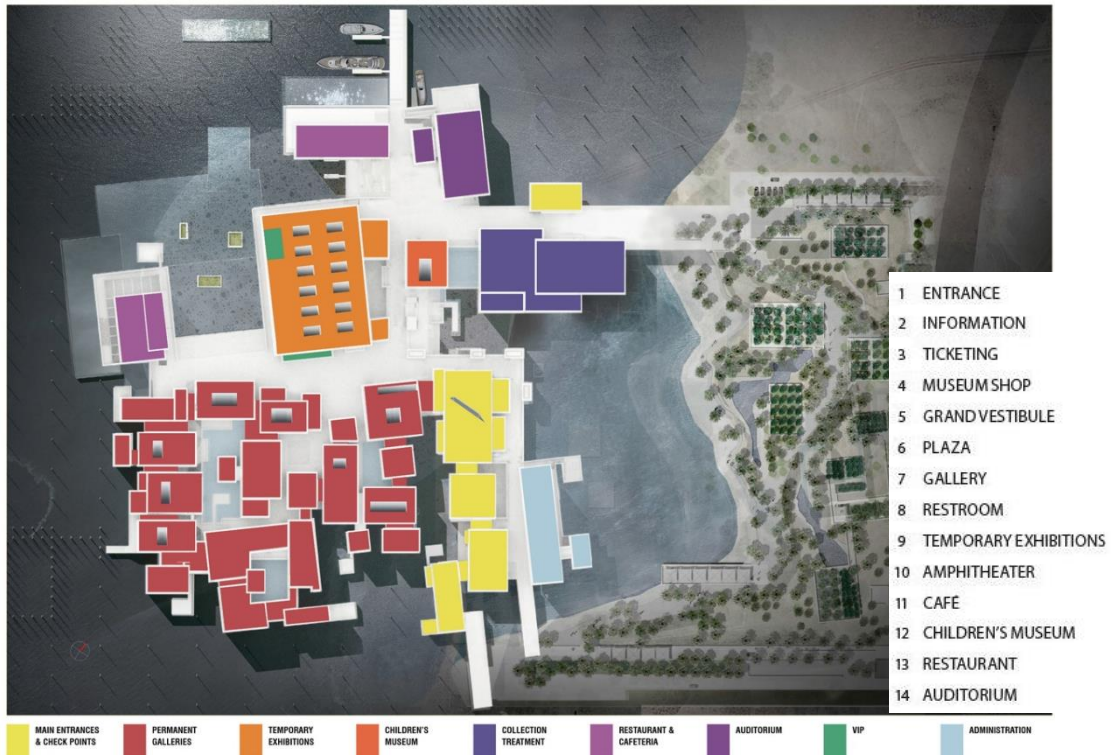 1 ENTRANCE
2 INFORMATION
3 TICKETING
4 MUSEUM SHOP
5 GRAND VESTIBULE
6 PLAZA
7 GALLERY
8 RESTROOM
9 TEMPORARY EXHIBITIONS
10 AMPHITHEATER
11 CAFÉ
12 CHILDREN'S MUSEUM
13 RESTAURANT
14 AUDITORIUM
MAIN ENTRANCES
& CHECK POINTS
PERMANENT
GALLERIES
TEMPORARY
EXHIBITIONS
CHILDREN'S
MUSEUM
COLLECTION
TREATMENT
RESTAURANT &
CAFETERIA
AUDITORIUM
VIP
ADMINISTRATION